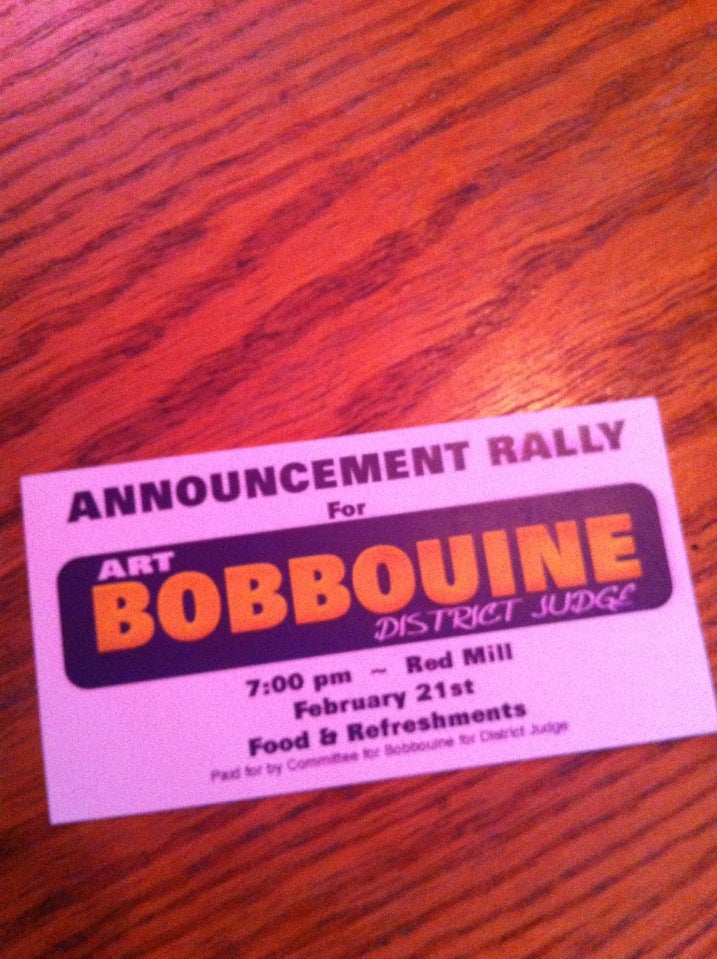 ANNOUNCEMENT RALLY
For
ART
BOBBOUINE
DISTRICT JUDGE
7:00 pm ~ Red Mill
February 21st
Food & Refreshments
Paid for by Committee for Bobbouine for District Judge